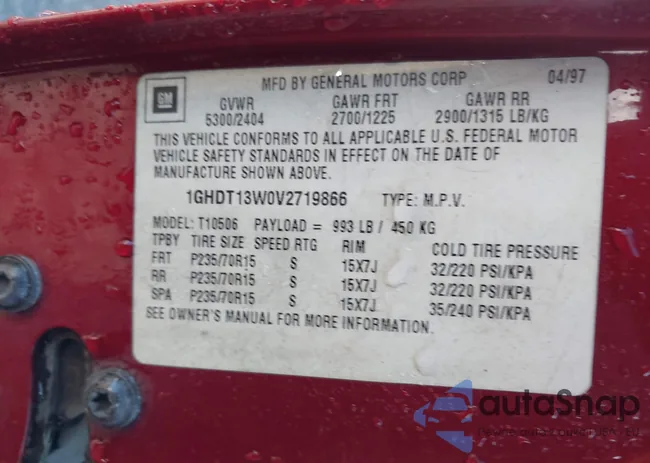 MFD BY GENERAL MOTORS CORP 04/97
GM
GVWR GAWR FRT GAWR RR
5300/2404 2700/1225 2900/1315 LB/KG
THIS VEHICLE CONFORMS TO ALL APPLICABLE U.S. FEDERAL MOTOR
VEHICLE SAFETY STANDARDS IN EFFECT ON THE DATE OF
MANUFACTURE SHOWN ABOVE.
1GHDT13W0V2719866 TYPE: M.P.V.
MODEL: T10506 PAYLOAD = 993 LB / 450 KG
TPBY TIRE SIZE SPEED RTG RIM COLD TIRE PRESSURE
FRT P235/70R15 S 15X7J 32/220 PSI/KPA
RR P235/70R15 S 15X7J 32/220 PSI/KPA
SPA P235/70R15 S 15X7J 35/240 PSI/KPA
SEE OWNER'S MANUAL FOR MORE INFORMATION.
autoSnap